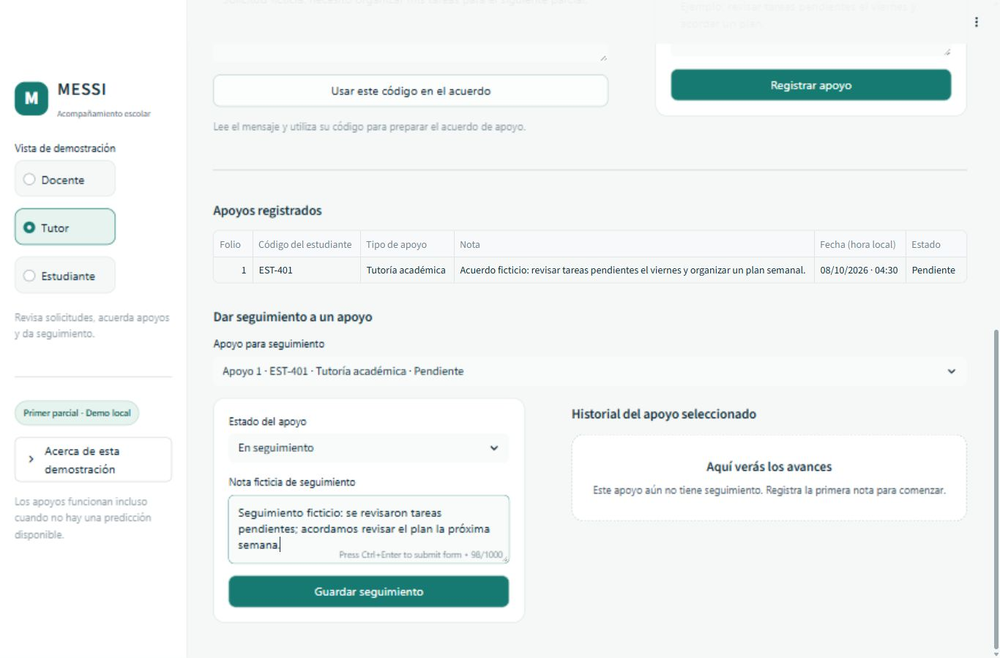 M
MESSI
Acompañamiento escolar
Vista de demostración
Docente
Tutor
Estudiante
Revisa solicitudes, acuerda apoyos
y da seguimiento.
Primer parcial · Demo local
Acerca de esta
demostración
Los apoyos funcionan incluso
cuando no hay una predicción
disponible.
Solicitud ficticia: necesito organizar mis tareas para el siguiente parcial.
Usar este código en el acuerdo
Lee el mensaje y utiliza su código para preparar el acuerdo de apoyo.
Ejemplo: revisar tareas pendientes el viernes y
acordar un plan.
Registrar apoyo
Apoyos registrados
Folio Código del estudiante Tipo de apoyo Nota Fecha (hora local) Estado
1 EST-401 Tutoría académica Acuerdo ficticio: revisar tareas pendientes el viernes y organizar un plan semanal. 08/10/2026 · 04:30 Pendiente
Dar seguimiento a un apoyo
Apoyo para seguimiento
Apoyo 1 · EST-401 · Tutoría académica · Pendiente
Estado del apoyo
En seguimiento
Nota ficticia de seguimiento
Seguimiento ficticio: se revisaron tareas
pendientes; acordamos revisar el plan la próxima
semana.
Press Ctrl+Enter to submit form • 98/1000
Guardar seguimiento
Historial del apoyo seleccionado
Aquí verás los avances
Este apoyo aún no tiene seguimiento. Registra la primera nota para comenzar.